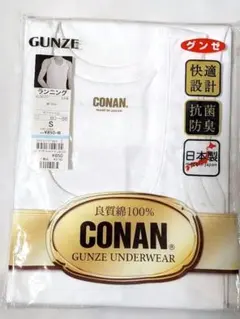 GUNZE
グンゼ
ランニング
快適
設計
CONAN
S
抗菌
防臭
日本製
良質綿100%
CONAN®
GUNZE UNDERWEAR